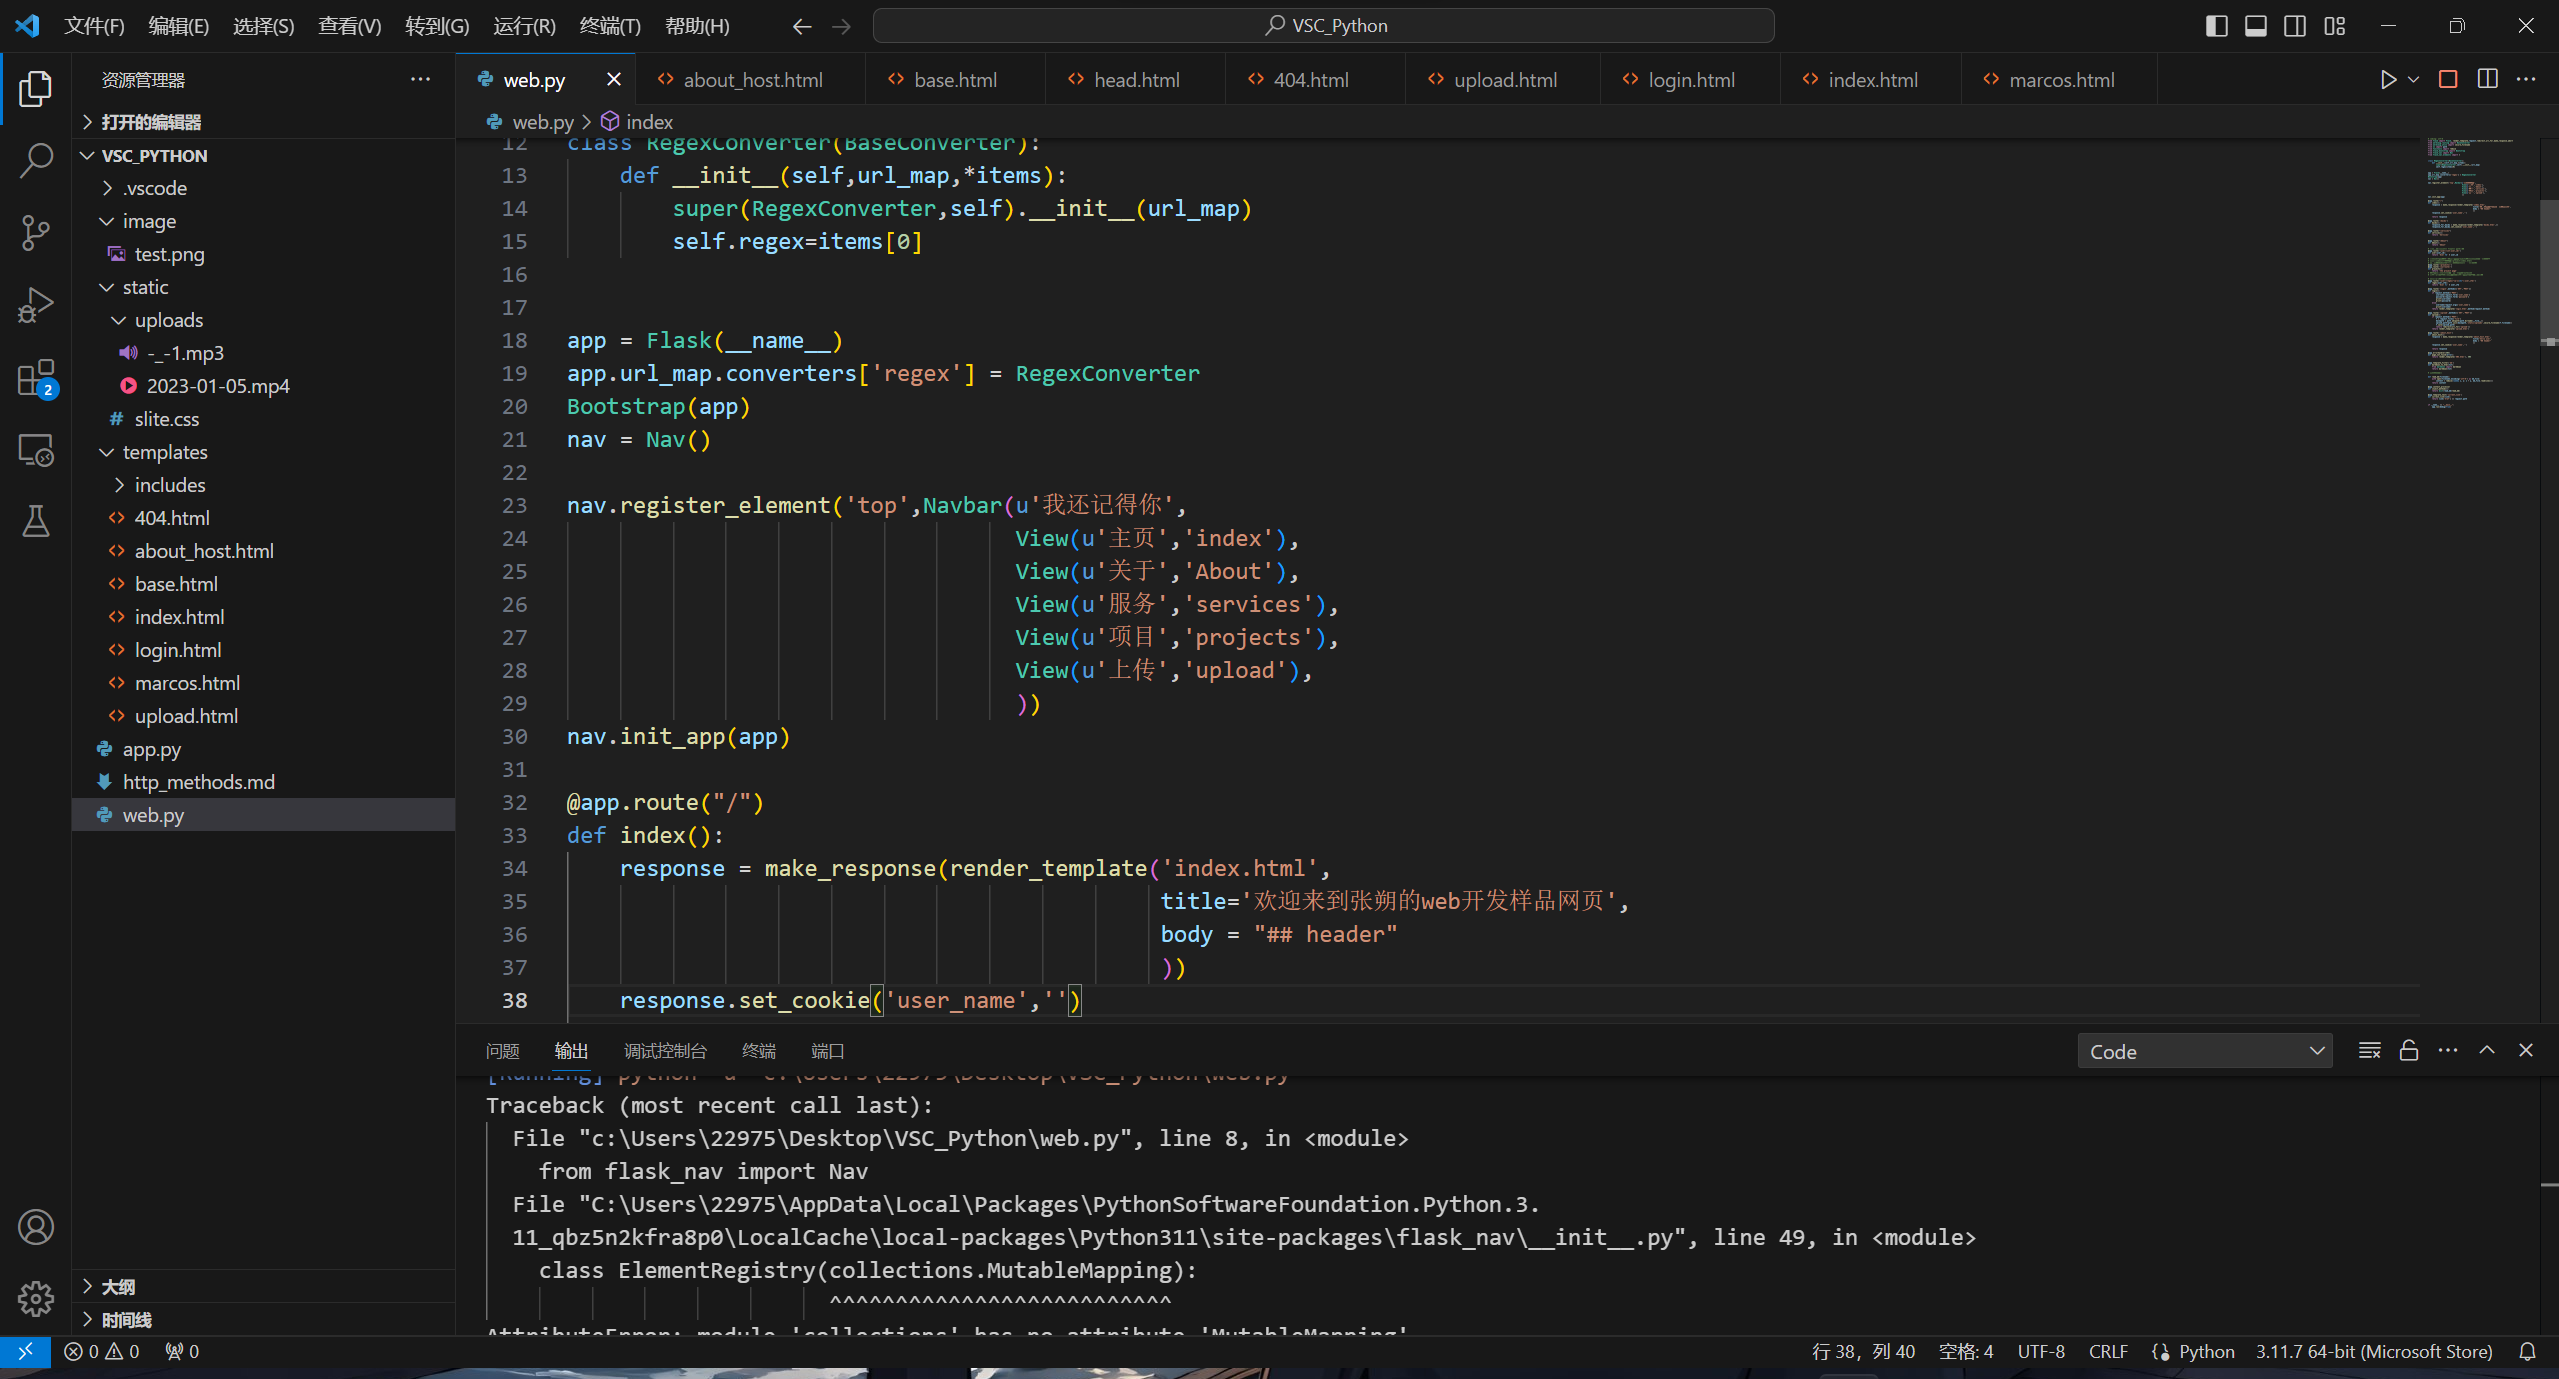 文件(F) 编辑(E) 选择(S) 查看(V) 转到(G) 运行(R) 终端(T) 帮助(H) VSC_Python
资源管理器
打开的编辑器
VSC_PYTHON
.vscode
image
test.png
static
uploads
-_-1.mp3
2023-01-05.mp4
slite.css
templates
includes
404.html
about_host.html
base.html
index.html
login.html
marcos.html
upload.html
app.py
http_methods.md
web.py
大纲
时间线
2
web.py about_host.html base.html head.html 404.html upload.html login.html index.html marcos.html
web.py > index
12 class RegexConverter(BaseConverter):
13     def __init__(self,url_map,*items):
14         super(RegexConverter,self).__init__(url_map)
15         self.regex=items[0]
16
17
18 app = Flask(__name__)
19 app.url_map.converters['regex'] = RegexConverter
20 Bootstrap(app)
21 nav = Nav()
22
23 nav.register_element('top',Navbar(u'我还记得你',
24                                   View(u'主页','index'),
25                                   View(u'关于','About'),
26                                   View(u'服务','services'),
27                                   View(u'项目','projects'),
28                                   View(u'上传','upload'),
29                                   ))
30 nav.init_app(app)
31
32 @app.route("/")
33 def index():
34     response = make_response(render_template('index.html',
35                                              title='欢迎来到张朔的web开发样品网页',
36                                              body = "## header"
37                                              ))
38     response.set_cookie('user_name','')
问题 输出 调试控制台 终端 端口 Code
[Running] python -u "c:\Users\22975\Desktop\VSC_Python\web.py"
Traceback (most recent call last):
  File "c:\Users\22975\Desktop\VSC_Python\web.py", line 8, in <module>
    from flask_nav import Nav
  File "C:\Users\22975\AppData\Local\Packages\PythonSoftwareFoundation.Python.3.
  11_qbz5n2kfra8p0\LocalCache\local-packages\Python311\site-packages\flask_nav\__init__.py", line 49, in <module>
    class ElementRegistry(collections.MutableMapping):
                          ^^^^^^^^^^^^^^^^^^^^^^^^^^
AttributeError: module 'collections' has no attribute 'MutableMapping'
0 0 0 行 38, 列 40 空格: 4 UTF-8 CRLF Python 3.11.7 64-bit (Microsoft Store)